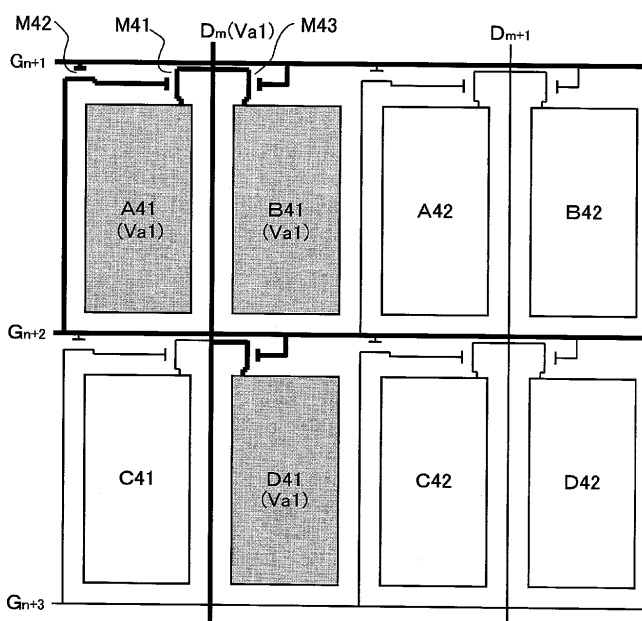 M42 M41 Dm(Va1) M43 Dm+1
Gn+1
A41 B41 A42 B42
(Va1) (Va1)
Gn+2
C41 D41 C42 D42
(Va1)
Gn+3